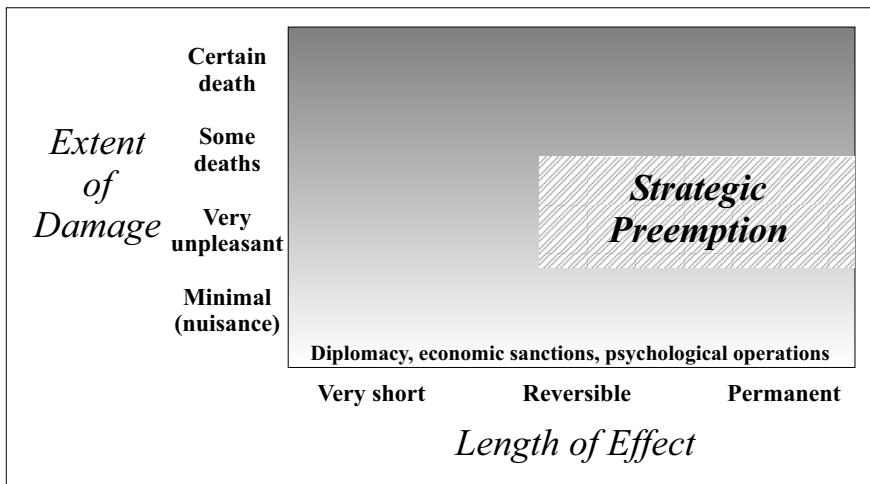 Certain
death
Extent
of
Damage
Some
deaths
Very
unpleasant
Minimal
(nuisance)
Strategic
Preemption
Diplomacy, economic sanctions, psychological operations
Very short
Reversible
Permanent
Length of Effect